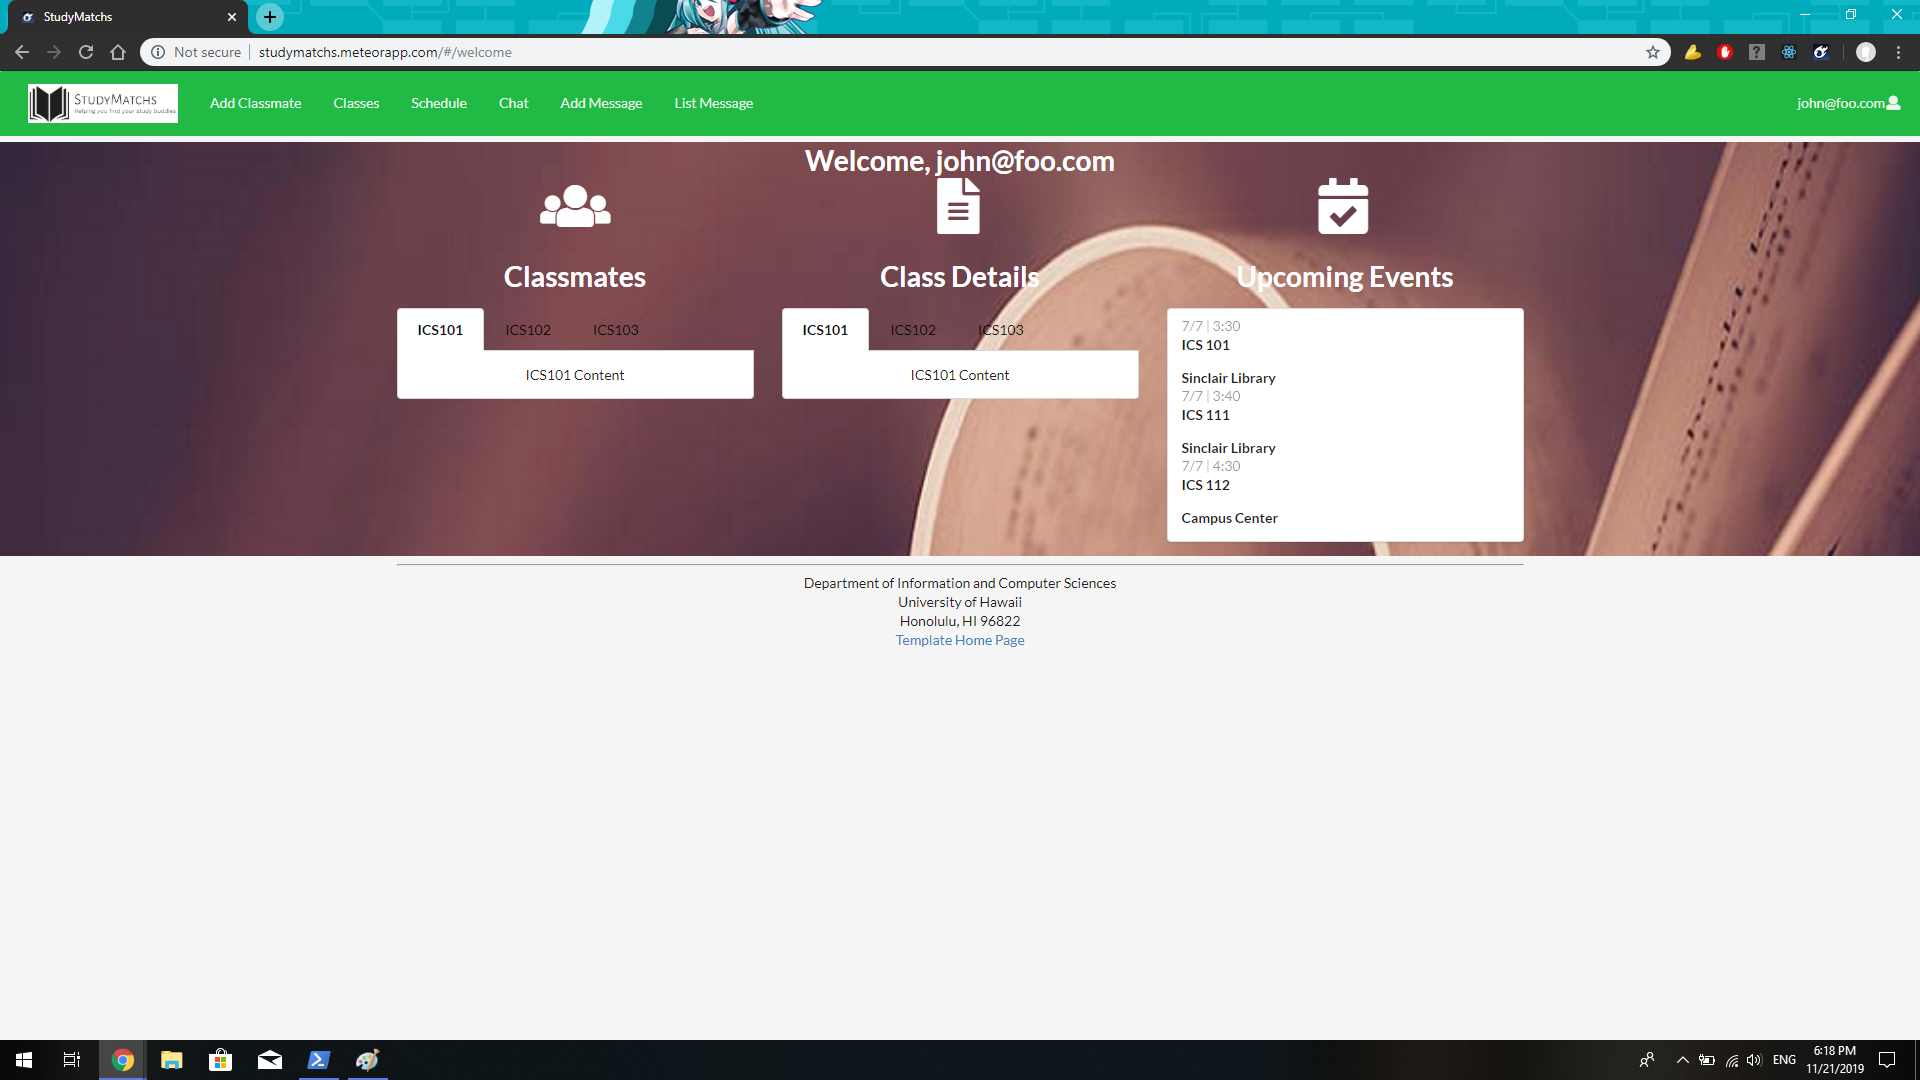 StudyMatchs
Not secure | studymatchs.meteorapp.com/#/welcome
StudyMatchs
Helping you find your study buddies
Add Classmate
Classes
Schedule
Chat
Add Message
List Message
john@foo.com
Welcome, john@foo.com
Classmates
ICS101 ICS102 ICS103
ICS101 Content
Class Details
ICS101 ICS102 ICS103
ICS101 Content
Upcoming Events
7/7 | 3:30
ICS 101
Sinclair Library
7/7 | 3:40
ICS 111
Sinclair Library
7/7 | 4:30
ICS 112
Campus Center
Department of Information and Computer Sciences
University of Hawaii
Honolulu, HI 96822
Template Home Page
ENG
6:18 PM
11/21/2019